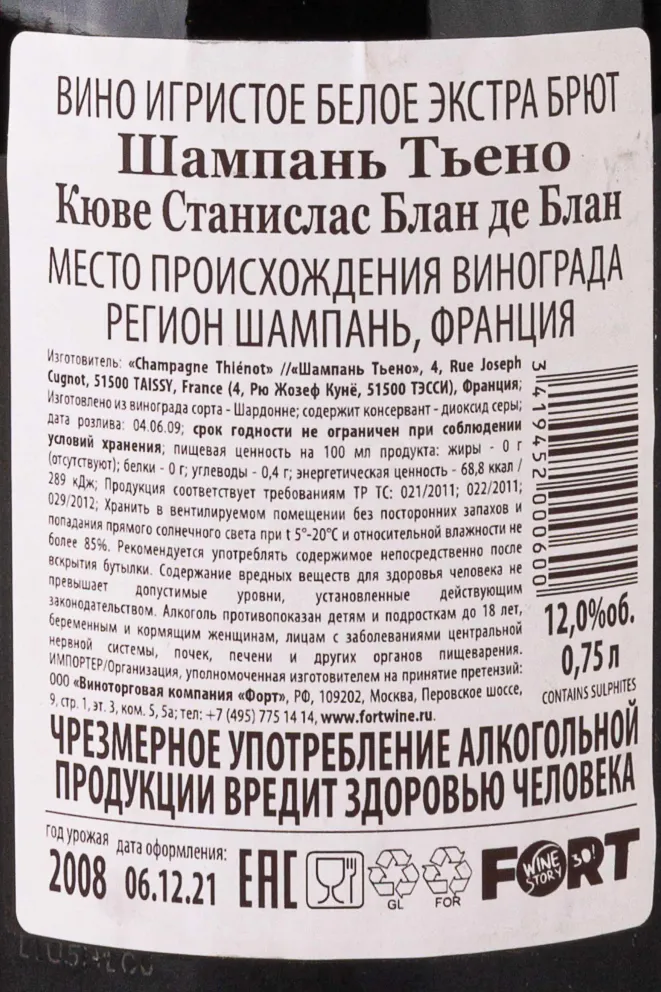 ВИНО ИГРИСТОЕ БЕЛОЕ ЭКСТРА БРЮТ
Шампань Тьено
Кюве Станислас Блан де Блан
МЕСТО ПРОИСХОЖДЕНИЯ ВИНОГРАДА
РЕГИОН ШАМПАНЬ, ФРАНЦИЯ
Изготовитель: «Champagne Thiénot» //«Шампань Тьено», 4, Rue Joseph
Cugnot, 51500 TAISSY, France (4, Рю Жозеф Кунё, 51500 ТЭССИ), Франция;
Изготовлено из винограда сорта - Шардонне; содержит консервант - диоксид серы;
дата розлива: 04.06.09; срок годности не ограничен при соблюдении
условий хранения; пищевая ценность на 100 мл продукта: жиры - 0 г
(отсутствуют); белки - 0 г; углеводы - 0,4 г; энергетическая ценность - 68,8 ккал /
289 кДж; Продукция соответствует требованиям ТР ТС: 021/2011; 022/2011;
029/2012; Хранить в вентилируемом помещении без посторонних запахов и
попадания прямого солнечного света при t 5°-20°C и относительной влажности не
более 85%. Рекомендуется употреблять содержимое непосредственно после
вскрытия бутылки. Содержание вредных веществ для здоровья человека не
превышает допустимые уровни, установленные действующим
законодательством. Алкоголь противопоказан детям и подросткам до 18 лет,
беременным и кормящим женщинам, лицам с заболеваниями центральной
нервной системы, почек, печени и других органов пищеварения.
ИМПОРТЕР/Организация, уполномоченная изготовителем на принятие претензий:
ООО «Виноторговая компания «Форт», РФ, 109202, Москва, Перовское шоссе,
9, стр. 1, эт. 3, ком. 5, 5а; тел: +7 (495) 775 14 14, www.fortwine.ru.
3 419452 000600
12,0%об.
0,75 л
CONTAINS SULPHITES
ЧРЕЗМЕРНОЕ УПОТРЕБЛЕНИЕ АЛКОГОЛЬНОЙ
ПРОДУКЦИИ ВРЕДИТ ЗДОРОВЬЮ ЧЕЛОВЕКА
год урожая дата оформления:
2008 06.12.21
EAC
GL
FOR
FORT
WINE
STORY
30!